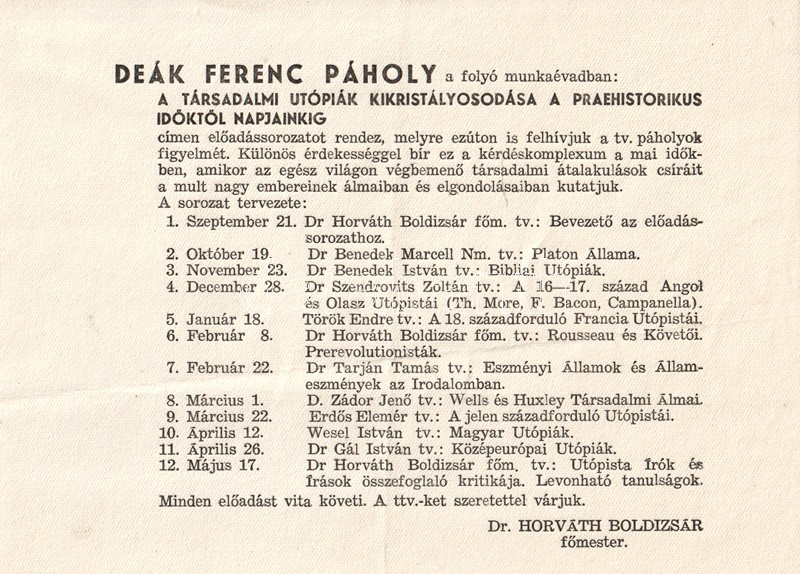 DEÁK FERENC PÁHOLY a folyó munkaévadban:
A TÁRSADALMI UTÓPIÁK KIKRISTÁLYOSODÁSA A PRAEHISTORIKUS
IDŐKTŐL NAPJAINKIG
címen előadássorozatot rendez, melyre ezúton is felhívjuk a tv. páholyok
figyelmét. Különös érdekességgel bír ez a kérdéskomplexum a mai idők-
ben, amikor az egész világon végbemenő társadalmi átalakulások csíráit
a mult nagy embereinek álmaiban és elgondolásaiban kutatjuk.
A sorozat tervezete:
1. Szeptember 21. Dr Horváth Boldizsár főm. tv.: Bevezető az előadás-
sorozathoz.
2. Október 19. Dr Benedek Marcell Nm. tv.: Platon Állama.
3. November 23. Dr Benedek István tv.: Bibliai Utópiák.
4. December 28. Dr Szendrovits Zoltán tv.: A 16—17. század Angol
és Olasz Utópistái (Th. More, F. Bacon, Campanella).
5. Január 18. Török Endre tv.: A 18. századforduló Francia Utópistái.
6. Február 8. Dr Horváth Boldizsár főm. tv.: Rousseau és Követői.
Prerevolutionisták.
7. Február 22. Dr Tarján Tamás tv.: Eszményi Államok és Állam-
eszmények az Irodalomban.
8. Március 1. D. Zádor Jenő tv.: Wells és Huxley Társadalmi Álmai.
9. Március 22. Erdős Elemér tv.: A jelen századforduló Utópistái.
10. Április 12. Wesel István tv.: Magyar Utópiák.
11. Április 26. Dr Gál István tv.: Középeurópai Utópiák.
12. Május 17. Dr Horváth Boldizsár főm. tv.: Utópista Írók és
Írások összefoglaló kritikája. Levonható tanulságok.
Minden előadást vita követi. A ttv.-ket szeretettel várjuk.
Dr. HORVÁTH BOLDIZSÁR
főmester.